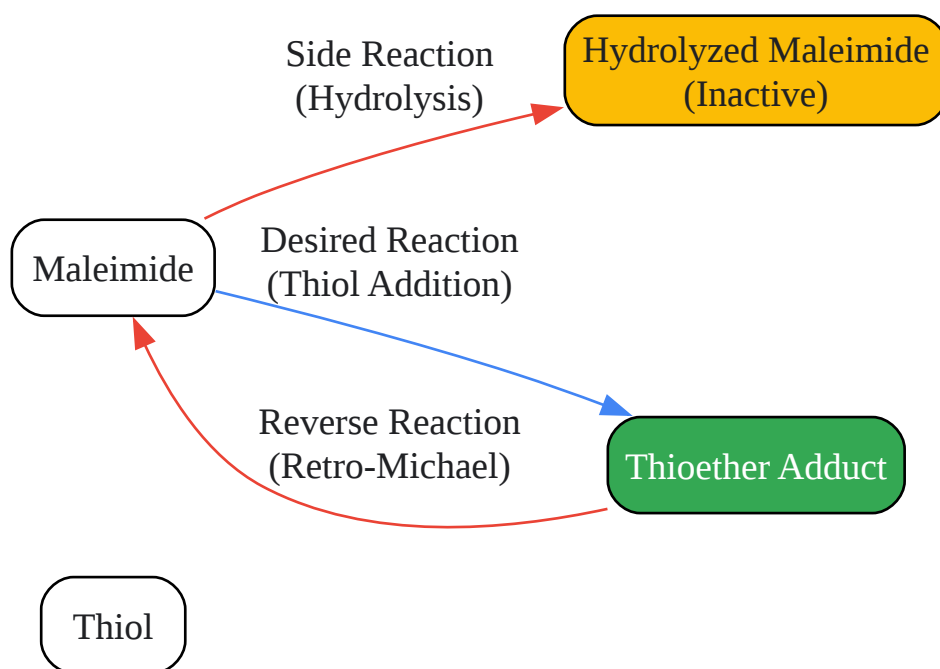 Side Reaction
(Hydrolysis)
Hydrolyzed Maleimide
(Inactive)
Maleimide
Desired Reaction
(Thiol Addition)
Reverse Reaction
(Retro-Michael)
Thioether Adduct
Thiol